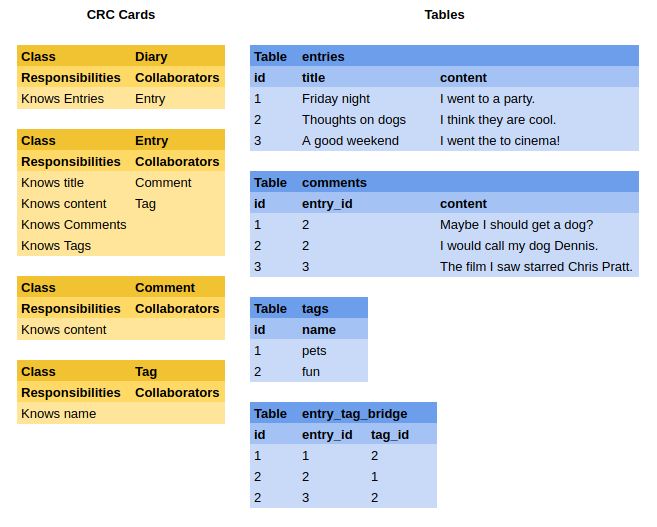 CRC Cards
Class Diary
Responsibilities Collaborators
Knows Entries Entry
Class Entry
Responsibilities Collaborators
Knows title Comment
Knows content Tag
Knows Comments
Knows Tags
Class Comment
Responsibilities Collaborators
Knows content
Class Tag
Responsibilities Collaborators
Knows name
Tables
Table entries
id title content
1 Friday night I went to a party.
2 Thoughts on dogs I think they are cool.
3 A good weekend I went the to cinema!
Table comments
id entry_id content
1 2 Maybe I should get a dog?
2 2 I would call my dog Dennis.
3 3 The film I saw starred Chris Pratt.
Table tags
id name
1 pets
2 fun
Table entry_tag_bridge
id entry_id tag_id
1 1 2
2 2 1
2 3 2